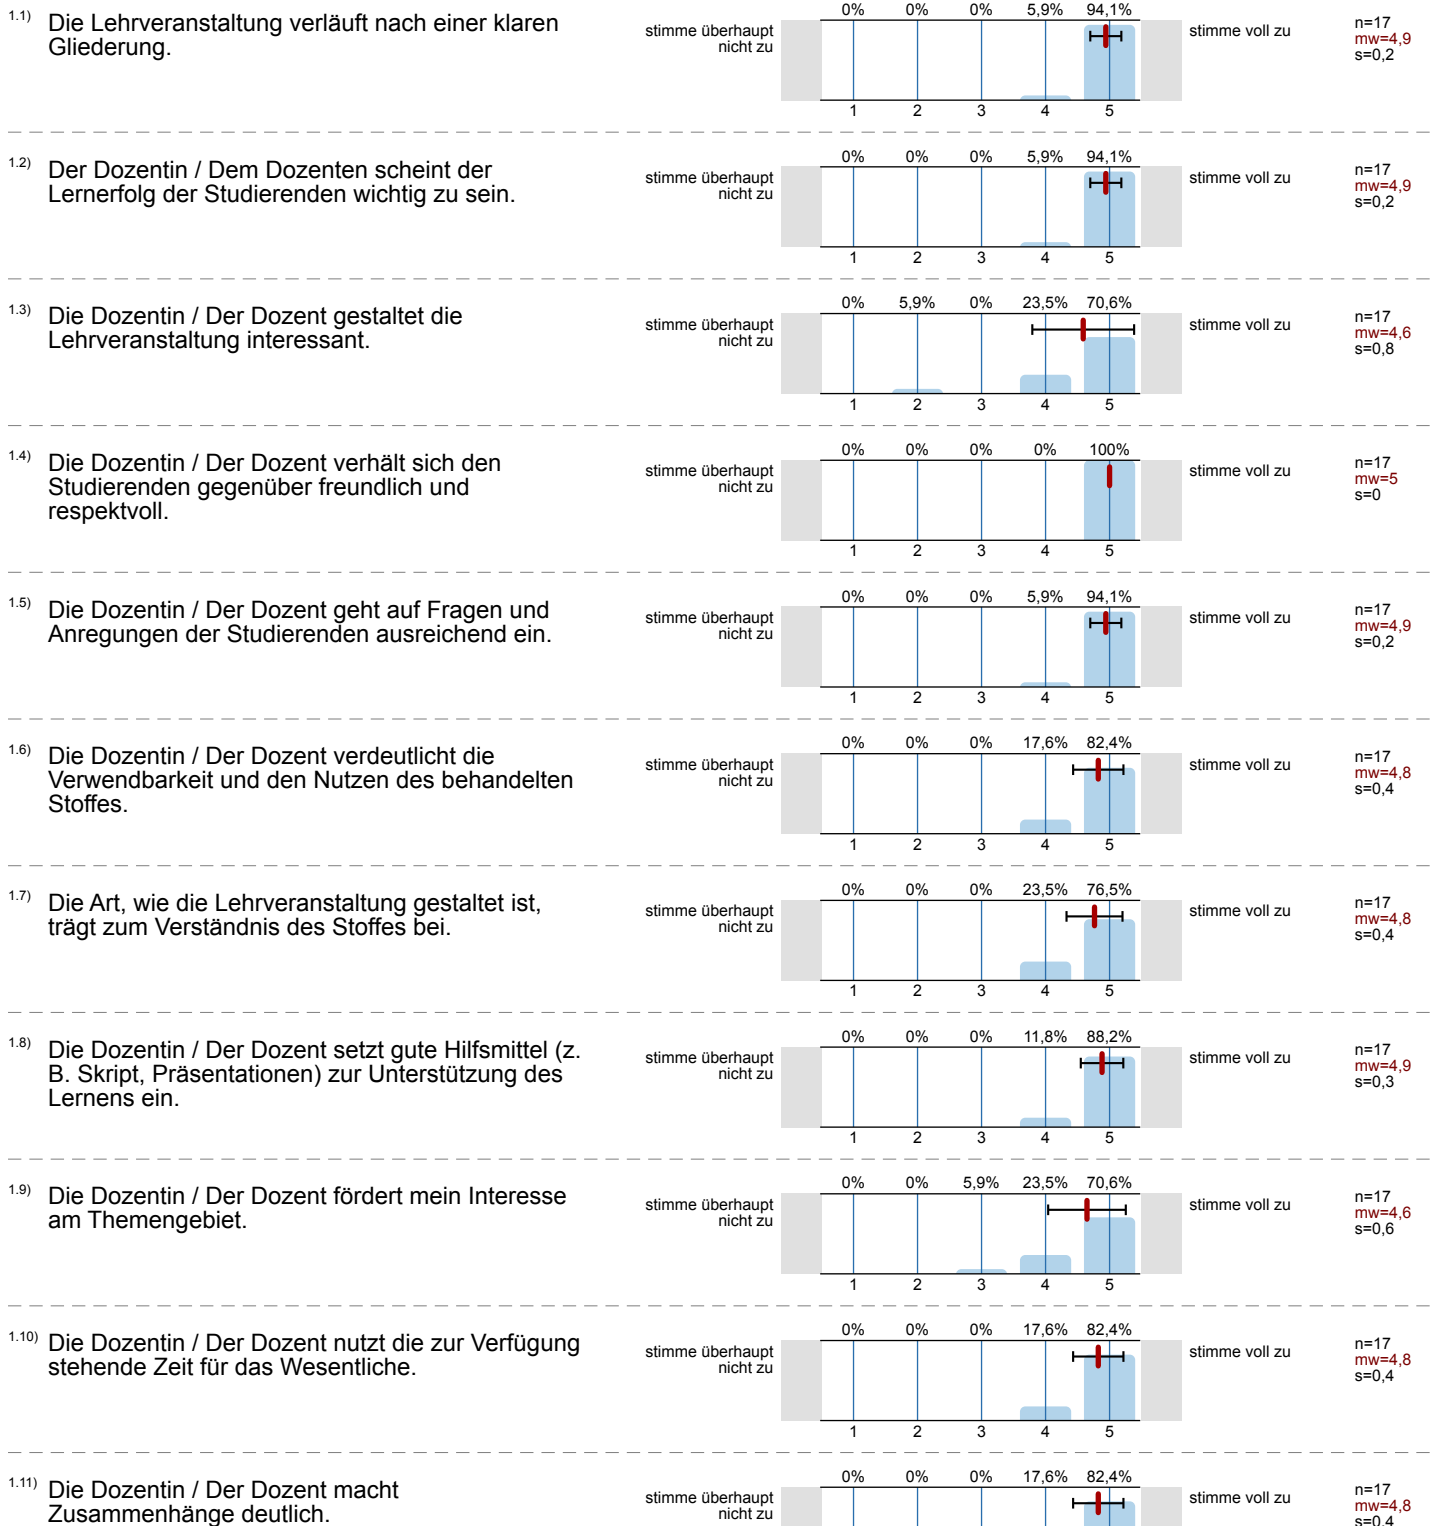 1.1) Die Lehrveranstaltung verläuft nach einer klaren
Gliederung.
stimme überhaupt
nicht zu
0% 0% 0% 5,9% 94,1%
1 2 3 4 5
stimme voll zu
n=17
mw=4,9
s=0,2
1.2) Der Dozentin / Dem Dozenten scheint der
Lernerfolg der Studierenden wichtig zu sein.
stimme überhaupt
nicht zu
0% 0% 0% 5,9% 94,1%
1 2 3 4 5
stimme voll zu
n=17
mw=4,9
s=0,2
1.3) Die Dozentin / Der Dozent gestaltet die
Lehrveranstaltung interessant.
stimme überhaupt
nicht zu
0% 5,9% 0% 23,5% 70,6%
1 2 3 4 5
stimme voll zu
n=17
mw=4,6
s=0,8
1.4) Die Dozentin / Der Dozent verhält sich den
Studierenden gegenüber freundlich und
respektvoll.
stimme überhaupt
nicht zu
0% 0% 0% 0% 100%
1 2 3 4 5
stimme voll zu
n=17
mw=5
s=0
1.5) Die Dozentin / Der Dozent geht auf Fragen und
Anregungen der Studierenden ausreichend ein.
stimme überhaupt
nicht zu
0% 0% 0% 5,9% 94,1%
1 2 3 4 5
stimme voll zu
n=17
mw=4,9
s=0,2
1.6) Die Dozentin / Der Dozent verdeutlicht die
Verwendbarkeit und den Nutzen des behandelten
Stoffes.
stimme überhaupt
nicht zu
0% 0% 0% 17,6% 82,4%
1 2 3 4 5
stimme voll zu
n=17
mw=4,8
s=0,4
1.7) Die Art, wie die Lehrveranstaltung gestaltet ist,
trägt zum Verständnis des Stoffes bei.
stimme überhaupt
nicht zu
0% 0% 0% 23,5% 76,5%
1 2 3 4 5
stimme voll zu
n=17
mw=4,8
s=0,4
1.8) Die Dozentin / Der Dozent setzt gute Hilfsmittel (z.
B. Skript, Präsentationen) zur Unterstützung des
Lernens ein.
stimme überhaupt
nicht zu
0% 0% 0% 11,8% 88,2%
1 2 3 4 5
stimme voll zu
n=17
mw=4,9
s=0,3
1.9) Die Dozentin / Der Dozent fördert mein Interesse
am Themengebiet.
stimme überhaupt
nicht zu
0% 0% 5,9% 23,5% 70,6%
1 2 3 4 5
stimme voll zu
n=17
mw=4,6
s=0,6
1.10) Die Dozentin / Der Dozent nutzt die zur Verfügung
stehende Zeit für das Wesentliche.
stimme überhaupt
nicht zu
0% 0% 0% 17,6% 82,4%
1 2 3 4 5
stimme voll zu
n=17
mw=4,8
s=0,4
1.11) Die Dozentin / Der Dozent macht
Zusammenhänge deutlich.
stimme überhaupt
nicht zu
0% 0% 0% 17,6% 82,4%
stimme voll zu
n=17
mw=4,8
s=0,4